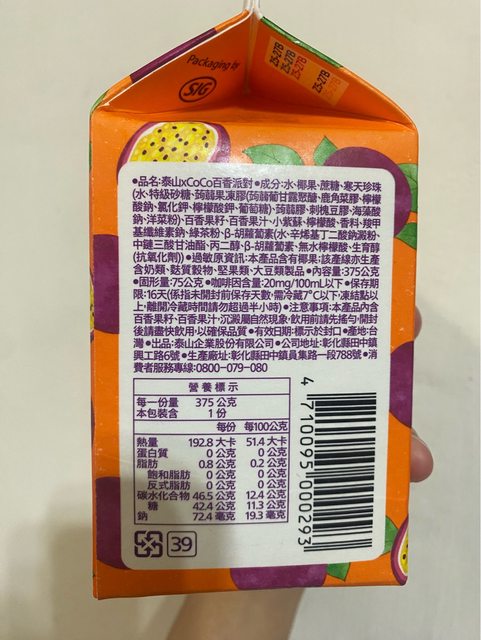 Packaging by
SIG
25-27B
25-27B
25-27B
25-27B
25-27B
•品名:泰山xCoCo百香派對•成分:水、椰果、蔗糖、寒天珍珠
(水、特級砂糖、蒟蒻果凍膠(蒟蒻葡甘露聚醣、鹿角菜膠、檸檬
酸鈉、氯化鉀、檸檬酸鉀、葡萄糖)、蒟蒻膠、刺槐豆膠、海藻酸
鈉、洋菜粉)、百香果籽、百香果汁、小紫蘇、檸檬酸、香料、羧甲
基纖維素鈉、綠茶粉、β-胡蘿蔔素(水、辛烯基丁二酸鈉澱粉、
中鏈三酸甘油酯、丙二醇、β-胡蘿蔔素、無水檸檬酸、生育醇
(抗氧化劑))•過敏原資訊:本產品含有椰果;該產線亦生產
含奶類、麩質穀物、堅果類、大豆類製品•內容量:375公克
•固形量:75公克•咖啡因含量:20mg/100mL以下•保存期
限:16天(係指未開封前保存天數,需冷藏7°C以下,凍結點以
上,離開冷藏時間請勿超過半小時)•注意事項:本產品內含
百香果籽、百香果汁,沉澱屬自然現象,飲用前請先搖勻,開封
後請盡快飲用,以確保品質•有效日期:標示於封口•產地:台
灣•出品:泰山企業股份有限公司•公司地址:彰化縣田中鎮
興工路6號•生產廠址:彰化縣田中鎮員集路一段788號•消
費者服務專線:0800-079-080
營養標示
每一份量 375 公克
本包裝含 1 份
每份 每100公克
熱量 192.8 大卡 51.4 大卡
蛋白質 0 公克 0 公克
脂肪 0.8 公克 0.2 公克
飽和脂肪 0 公克 0 公克
反式脂肪 0 公克 0 公克
碳水化合物 46.5 公克 12.4 公克
糖 42.4 公克 11.3 公克
鈉 72.4 毫克 19.3 毫克
39
4 710095 000293